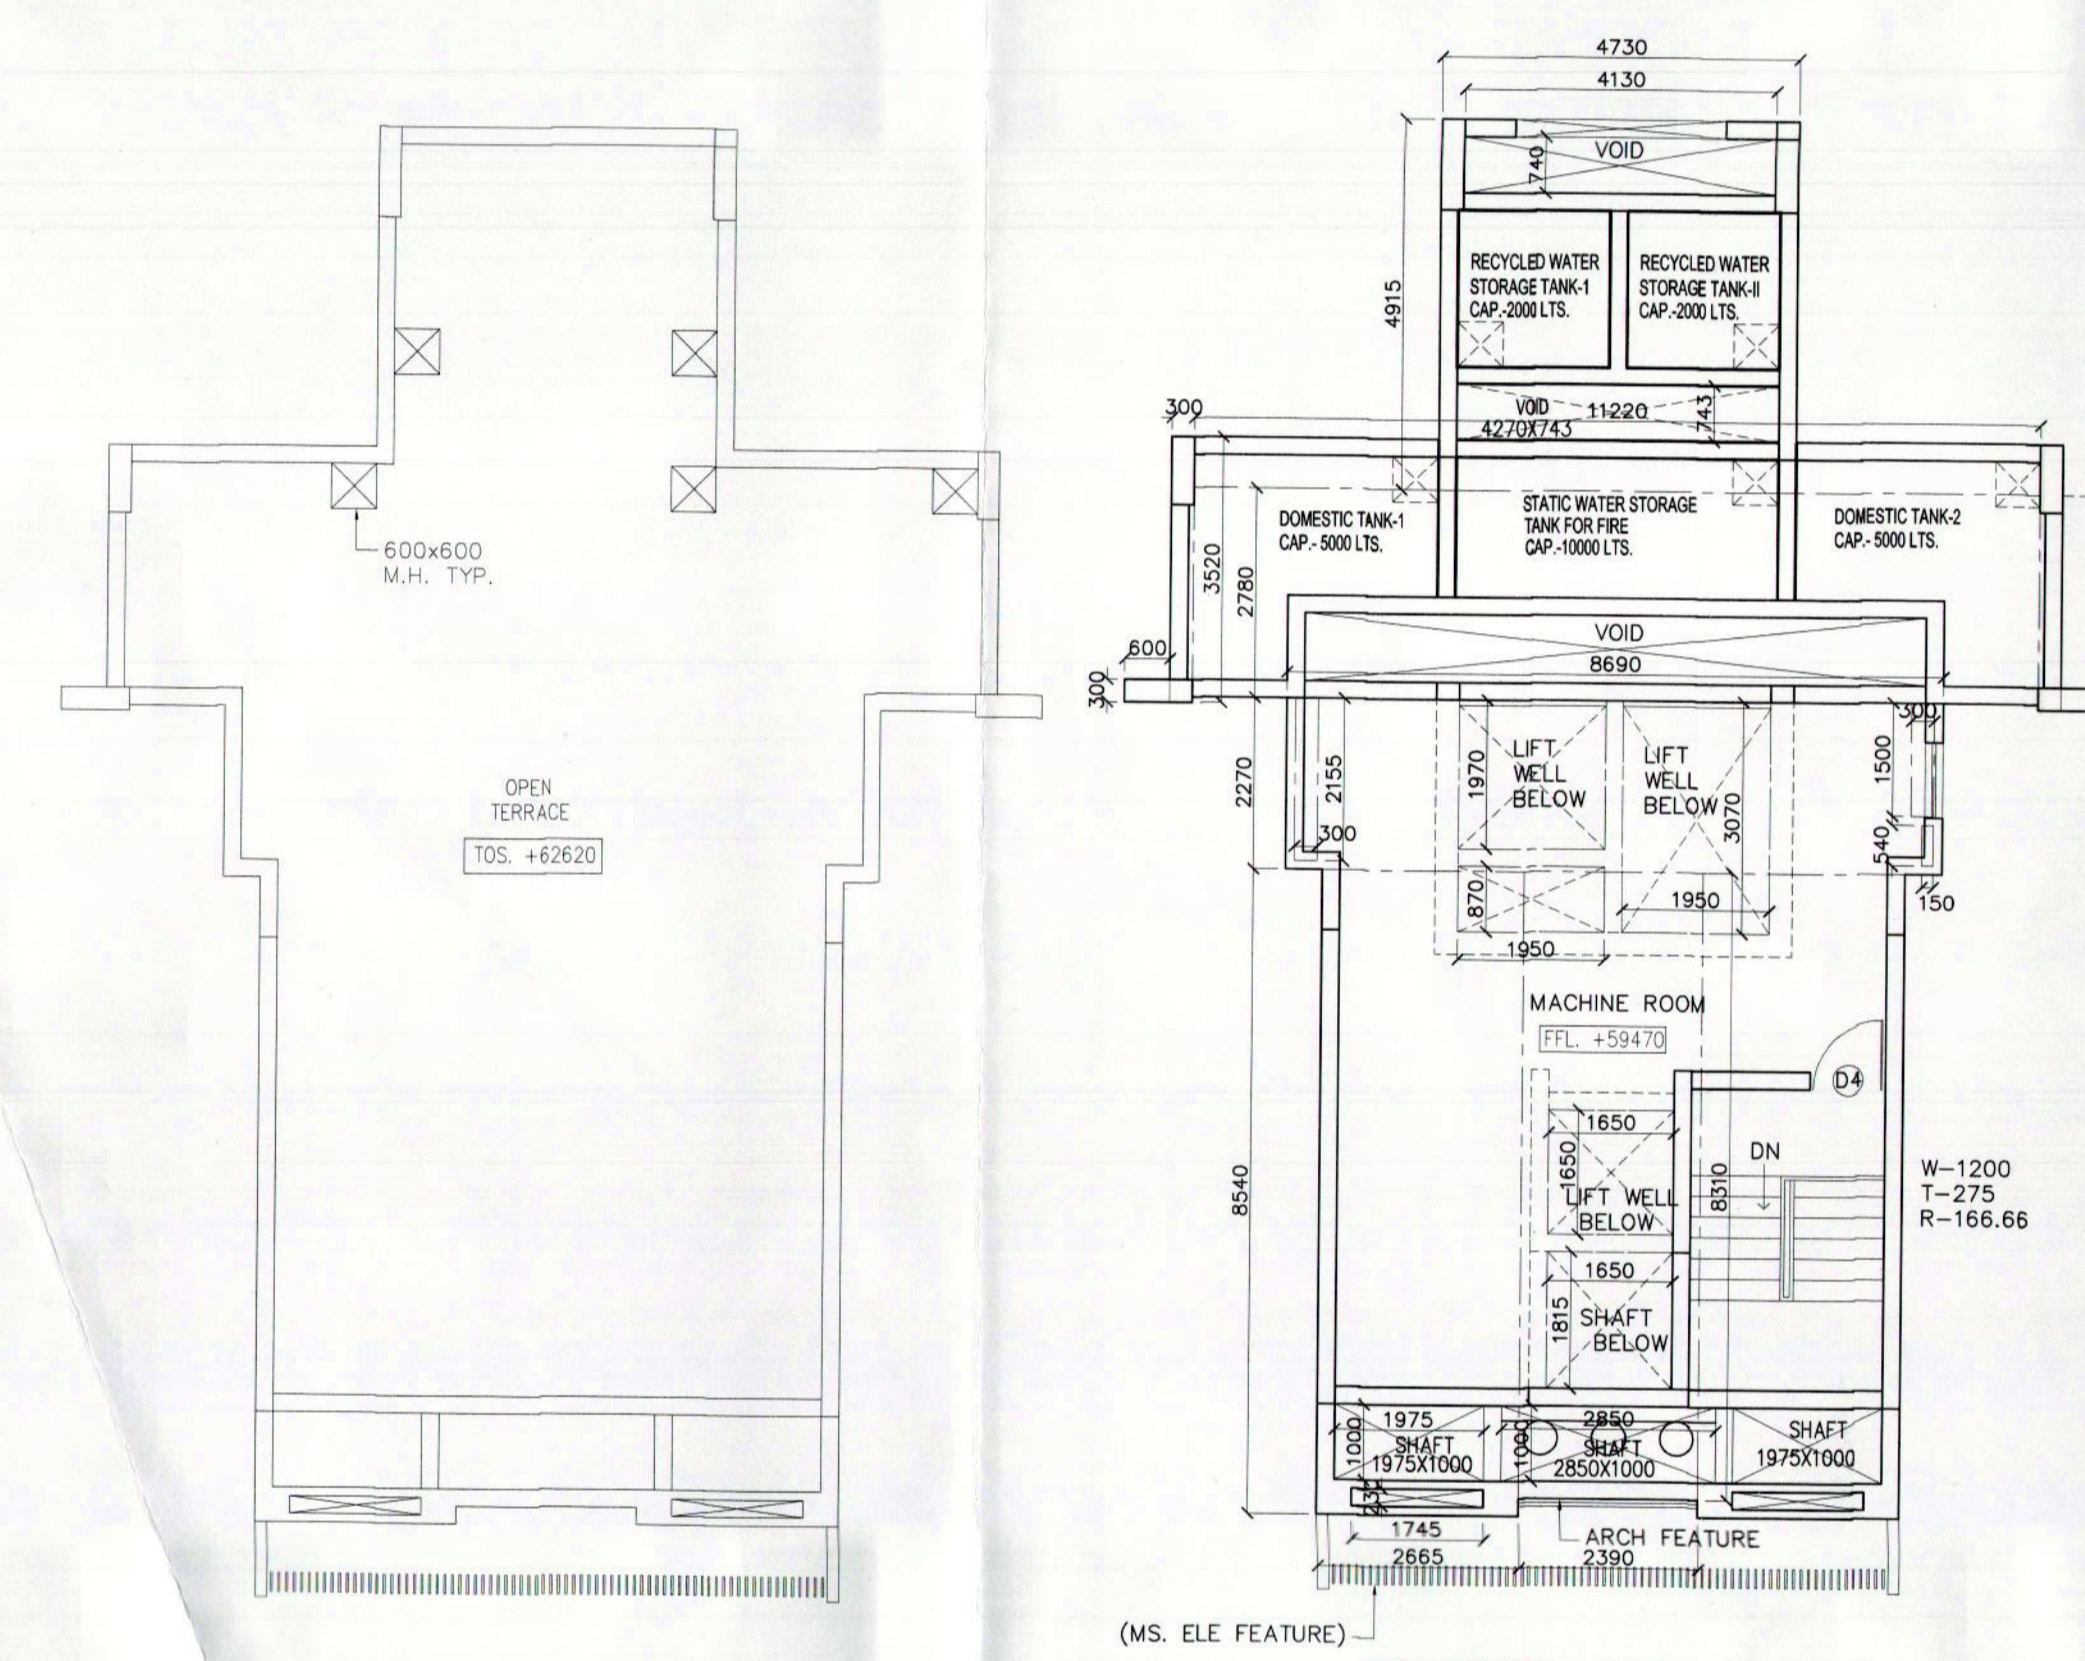 600x600
M.H. TYP.
OPEN
TERRACE
TOS. +62620
4730
4130
740
VOID
4915
RECYCLED WATER
STORAGE TANK-1
CAP.-2000 LTS.
RECYCLED WATER
STORAGE TANK-II
CAP.-2000 LTS.
300
VOID
4270X743
11220
743
DOMESTIC TANK-1
CAP.- 5000 LTS.
STATIC WATER STORAGE
TANK FOR FIRE
CAP.-10000 LTS.
DOMESTIC TANK-2
CAP.- 5000 LTS.
3520
2780
600
300
VOID
8690
2270
2155
300
1970
LIFT
WELL
BELOW
LIFT
WELL
BELOW
3070
300
1500
540
150
870
1950
1950
MACHINE ROOM
FFL. +59470
D4
8540
1650
1650
LIFT WELL
BELOW
DN
8310
W-1200
T-275
R-166.66
1650
1815
SHAFT
BELOW
1975
1000
SHAFT
1975X1000
2850
1000
SHAFT
2850X1000
SHAFT
1975X1000
1745
2665
2390
ARCH FEATURE
(MS. ELE FEATURE)